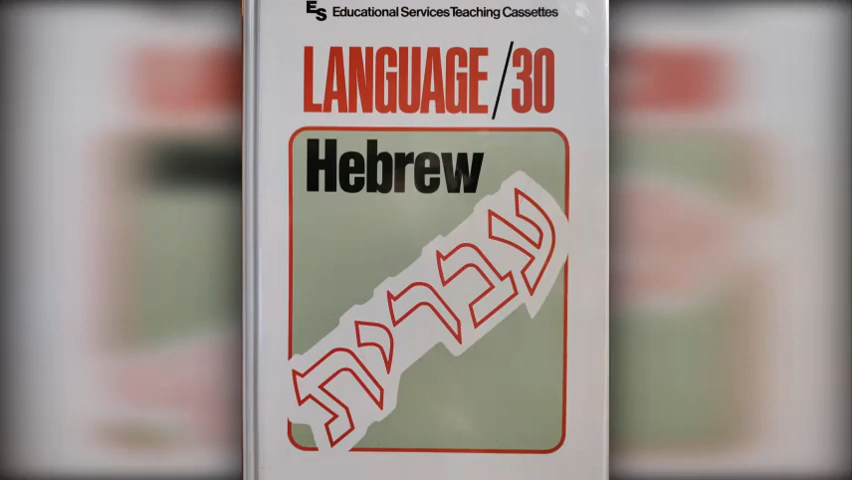 ES Educational Services Teaching Cassettes
LANGUAGE/30
Hebrew
עברית